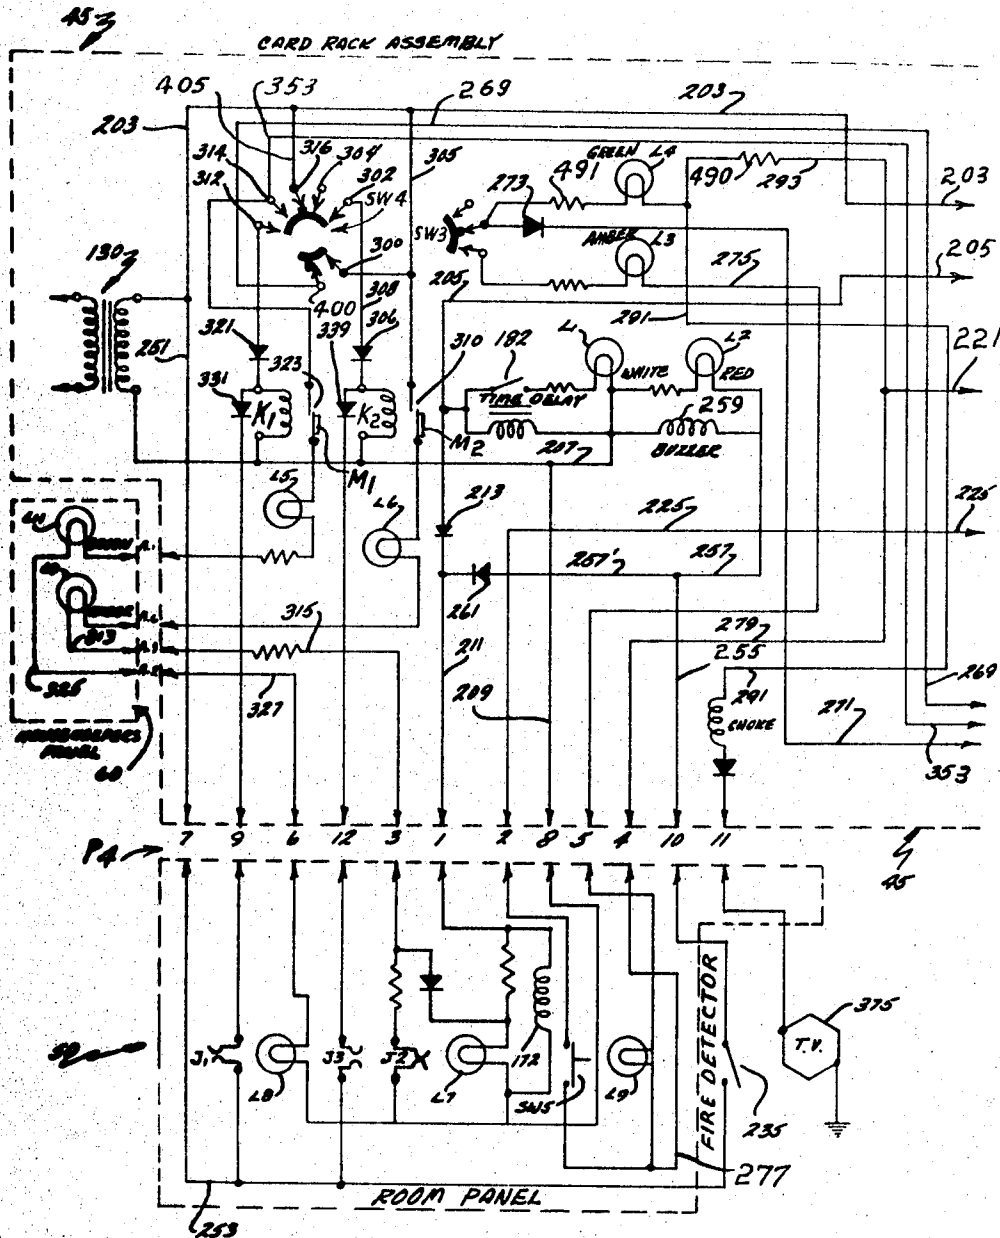 45
CARD RACK ASSEMBLY
405 353 269 203
203
314 316 304 305 GREEN L4
312 302 273 491 490 293 203
SW4 SW3
130 300 AMBER L3 275 205
205
251 400 308 291
321 339 306 310 182 L1 L2 221
323 WHITE RED
331 K1 K2 TIME DELAY 259
M2 207 BUZZER
M1
L5 L6 213 225 225
GREEN
257' 257
261
315 279
313 211 255
325 327 209 291 271 269
CHOKE
PANEL
60 353
7 9 6 12 3 1 2 8 5 4 10 11
P4 45
50 J1 L8 J3 J2 L7 172 SW5 L9 FIRE DETECTOR T.V. 375
235
277
ROOM PANEL
253